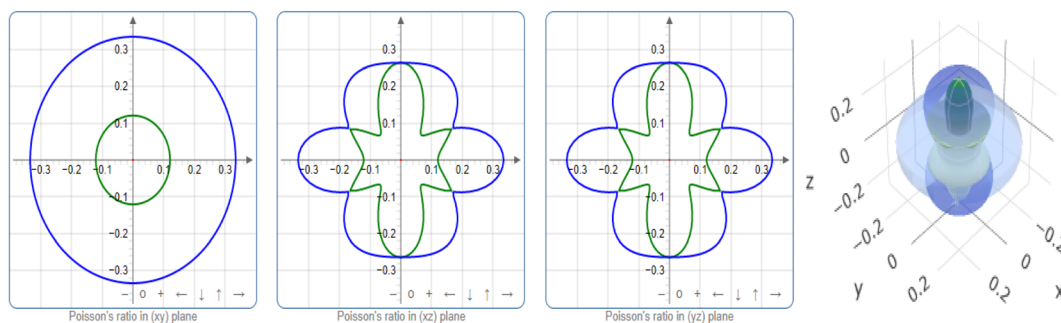 0.3
0.2
0.1
−0.3 −0.2 −0.1 0.1 0.2 0.3
−0.1
−0.2
−0.3
− o + ← ↓ ↑ →
Poisson's ratio in (xy) plane
0.3
0.2
0.1
−0.3 −0.2 −0.1 0.1 0.2 0.3
−0.1
−0.2
−0.3
− o + ← ↓ ↑ →
Poisson's ratio in (xz) plane
0.3
0.2
0.1
−0.3 −0.2 −0.1 0.1 0.2 0.3
−0.1
−0.2
−0.3
− o + ← ↓ ↑ →
Poisson's ratio in (yz) plane
0.2
0
z
−0.2
−0.2
0
y
0.2
0.2
0
−0.2
x